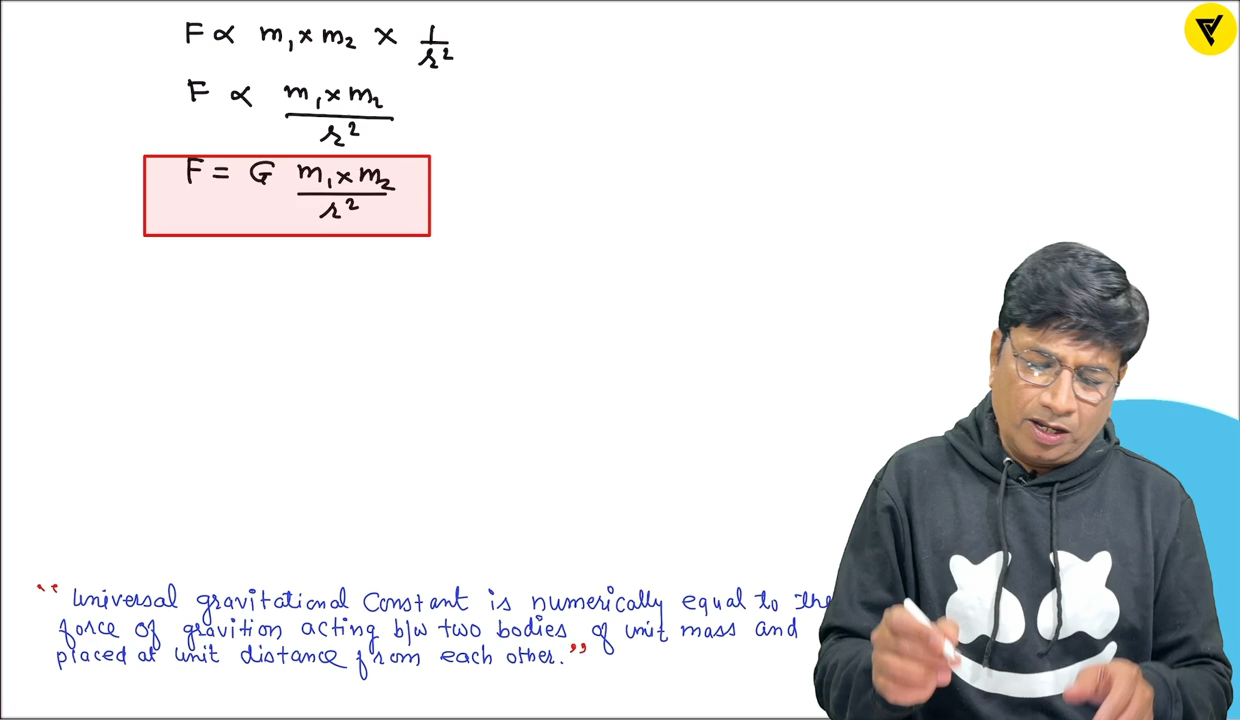 F ∝ m₁ × m₂ × 1/r²
F ∝ m₁ × m₂ / r²
F = G m₁ × m₂ / r²
“ Universal gravitational Constant is numerically equal to the
force of gravition acting b/w two bodies of unit mass and
placed at unit distance from each other.”